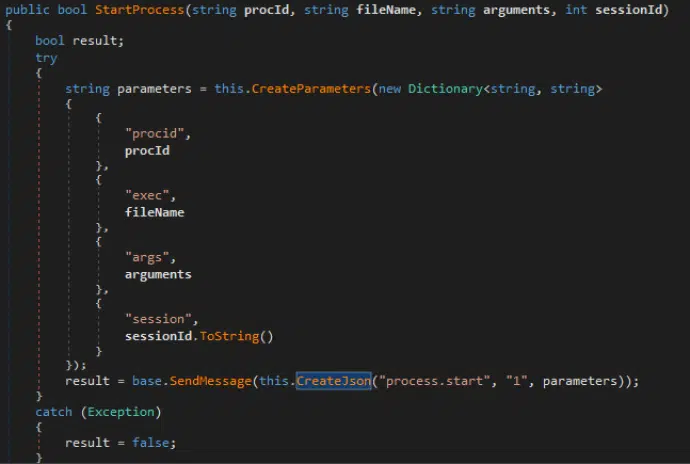 public bool StartProcess(string procId, string fileName, string arguments, int sessionId)
{
    bool result;
    try
    {
        string parameters = this.CreateParameters(new Dictionary<string, string>
        {
            {
                "procid",
                procId
            },
            {
                "exec",
                fileName
            },
            {
                "args",
                arguments
            },
            {
                "session",
                sessionId.ToString()
            }
        });
        result = base.SendMessage(this.CreateJson("process.start", "1", parameters));
    }
    catch (Exception)
    {
        result = false;
    }